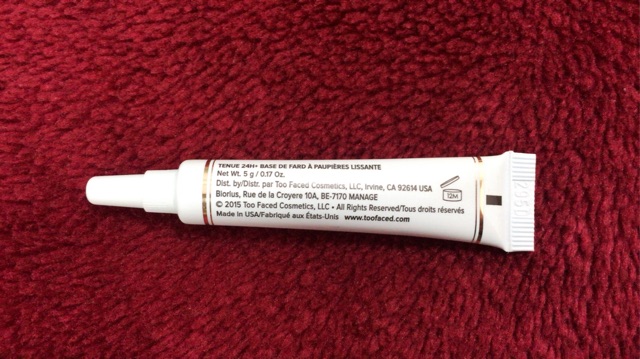 TENUE 24H+ BASE DE FARD À PAUPIÈRES LISSANTE
Net Wt. 5 g / 0.17 Oz.
Dist. by/Distr. par Too Faced Cosmetics, LLC, Irvine, CA 92614 USA
Blorius, Rue de la Croyere 10A, BE-7170 MANAGE
© 2015 Too Faced Cosmetics, LLC • All Rights Reserved/Tous droits réservés
Made in USA/Fabriqué aux États-Unis www.toofaced.com
12M